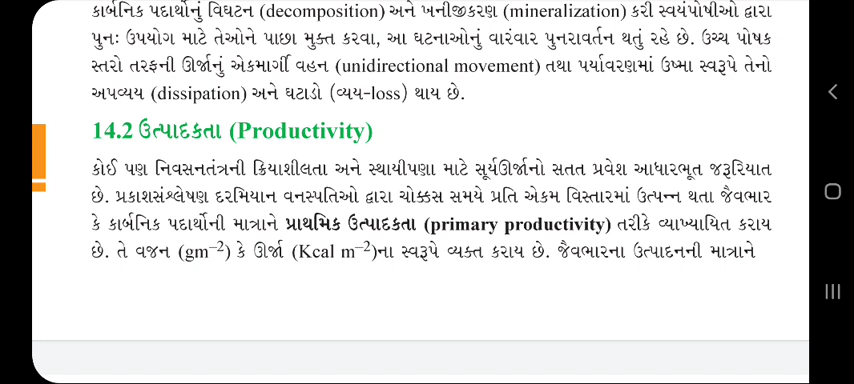 કાર્બનિક પદાર્થોનું વિઘટન (decomposition) અને ખનીજીકરણ (mineralization) કરી સ્વયંપોષીઓ દ્વારા
પુનઃ ઉપયોગ માટે તેઓને પાછા મુક્ત કરવા, આ ઘટનાઓનું વારંવાર પુનરાવર્તન થતું રહે છે. ઉચ્ચ પોષક
સ્તરો તરફની ઊર્જાનું એકમાર્ગી વહન (unidirectional movement) તથા પર્યાવરણમાં ઉષ્મા સ્વરૂપે તેનો
અપવ્યય (dissipation) અને ઘટાડો (વ્યય-loss) થાય છે.
14.2 ઉત્પાદકતા (Productivity)
કોઈ પણ નિવસનતંત્રની ક્રિયાશીલતા અને સ્થાયીપણા માટે સૂર્યઊર્જાનો સતત પ્રવેશ આધારભૂત જરૂરિયાત
છે. પ્રકાશસંશ્લેષણ દરમિયાન વનસ્પતિઓ દ્વારા ચોક્કસ સમયે પ્રતિ એકમ વિસ્તારમાં ઉત્પન્ન થતા જૈવભાર
કે કાર્બનિક પદાર્થોની માત્રાને પ્રાથમિક ઉત્પાદકતા (primary productivity) તરીકે વ્યાખ્યાયિત કરાય
છે. તે વજન (gm⁻²) કે ઊર્જા (Kcal m⁻²)ના સ્વરૂપે વ્યક્ત કરાય છે. જૈવભારના ઉત્પાદનની માત્રાને